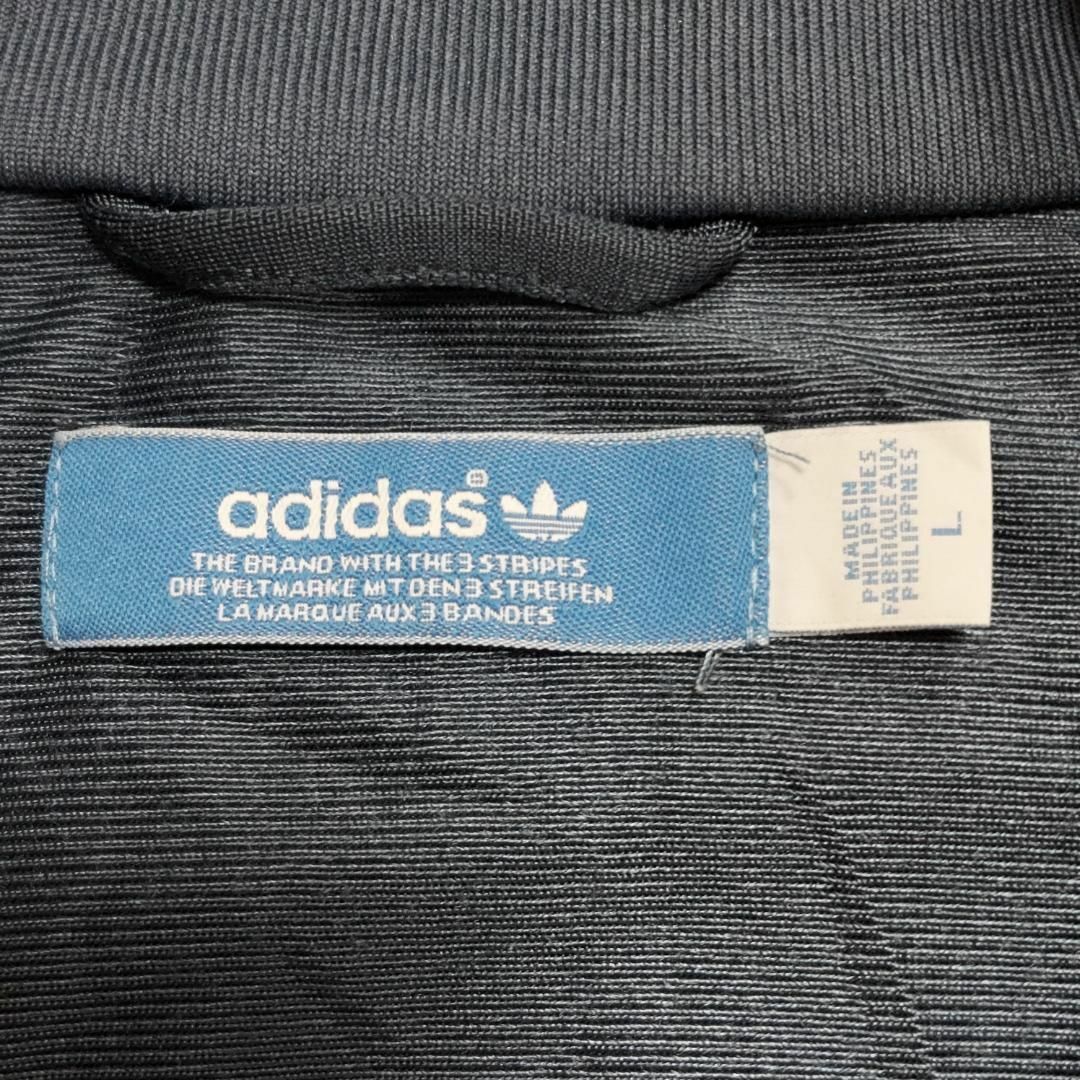 adidas®
THE BRAND WITH THE 3 STRIPES
DIE WELTMARKE MIT DEN 3 STREIFEN
LA MARQUE AUX 3 BANDES
MADE IN
PHILIPPINES
FABRIQUE AUX
PHILIPPINES
L